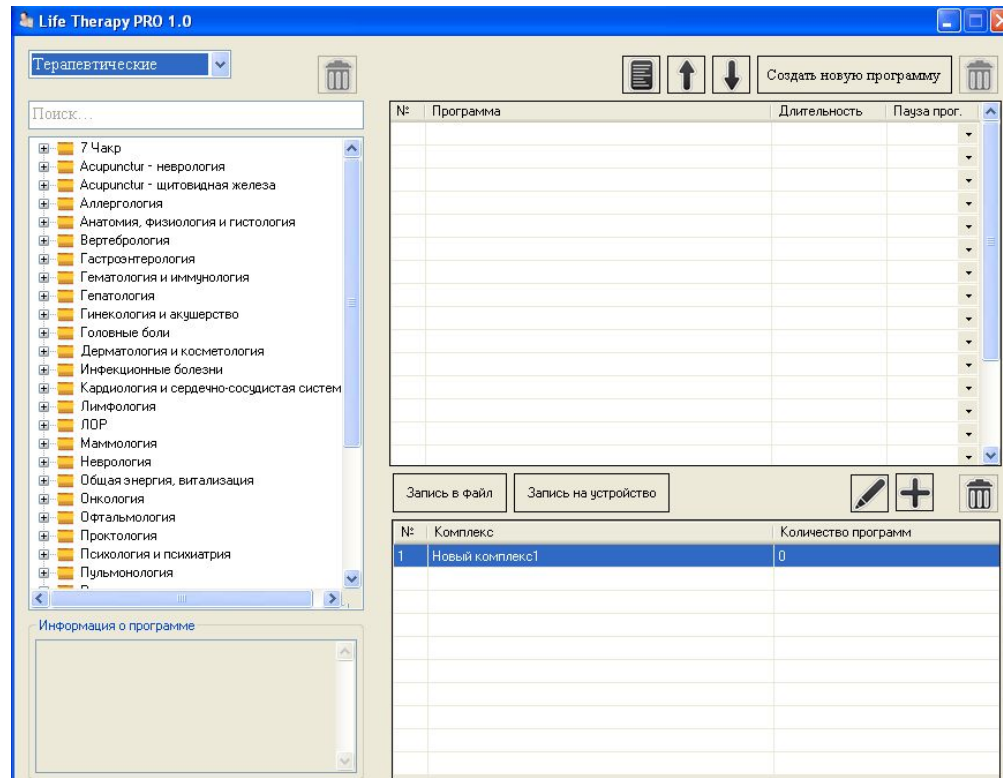 Life Therapy PRO 1.0
Терапевтические
Создать новую программу
Поиск...
№ Программа Длительность Пауза прог.
7 Чакр
Acupunctur - неврология
Acupunctur - щитовидная железа
Аллергология
Анатомия, физиология и гистология
Вертебрология
Гастроэнтерология
Гематология и иммунология
Гепатология
Гинекология и акушерство
Головные боли
Дерматология и косметология
Инфекционные болезни
Кардиология и сердечно-сосудистая систем
Лимфология
ЛОР
Маммология
Неврология
Общая энергия, витализация
Онкология
Офтальмология
Проктология
Психология и психиатрия
Пульмонология
Запись в файл
Запись на устройство
№ Комплекс Количество программ
1 Новый комплекс1 0
Информация о программе